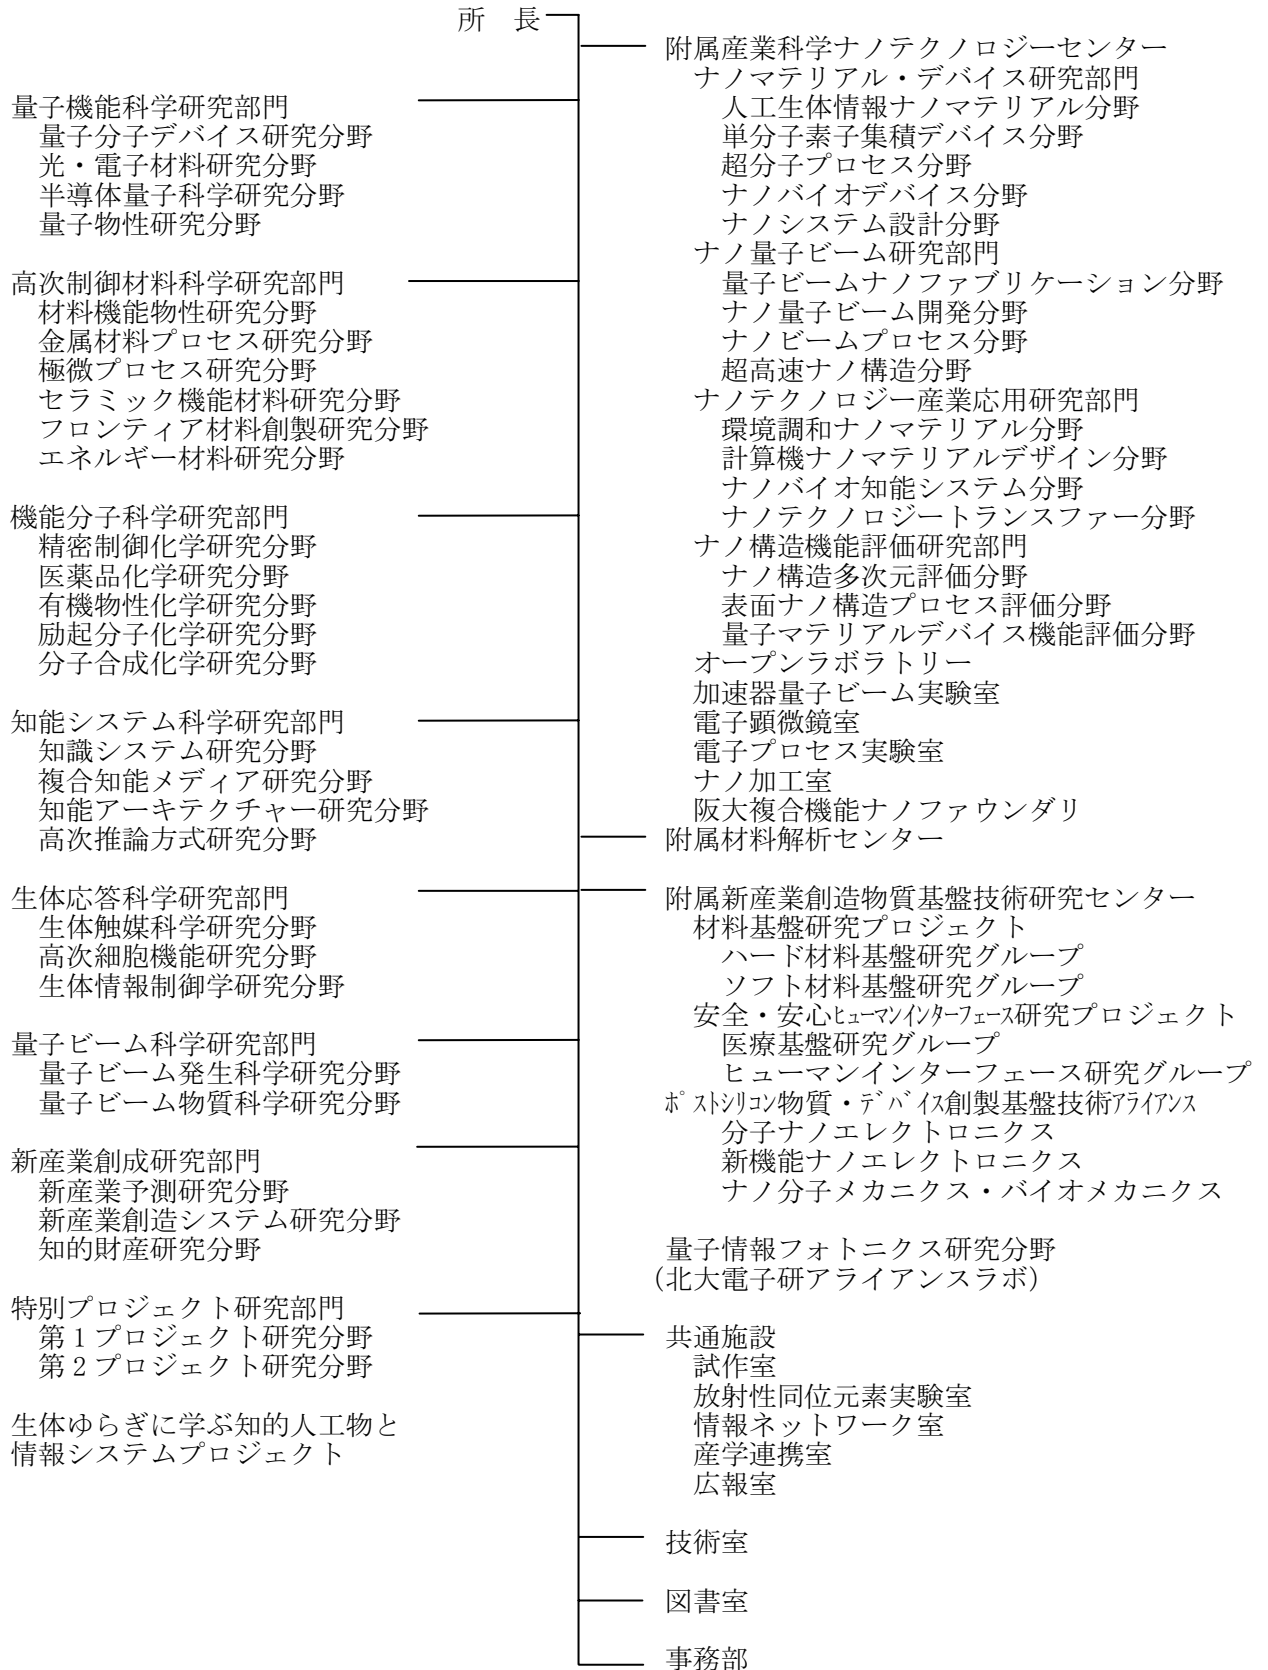 所　長
量子機能科学研究部門
量子分子デバイス研究分野
光・電子材料研究分野
半導体量子科学研究分野
量子物性研究分野
高次制御材料科学研究部門
材料機能物性研究分野
金属材料プロセス研究分野
極微プロセス研究分野
セラミック機能材料研究分野
フロンティア材料創製研究分野
エネルギー材料研究分野
機能分子科学研究部門
精密制御化学研究分野
医薬品化学研究分野
有機物性化学研究分野
励起分子化学研究分野
分子合成化学研究分野
知能システム科学研究部門
知識システム研究分野
複合知能メディア研究分野
知能アーキテクチャー研究分野
高次推論方式研究分野
生体応答科学研究部門
生体触媒科学研究分野
高次細胞機能研究分野
生体情報制御学研究分野
量子ビーム科学研究部門
量子ビーム発生科学研究分野
量子ビーム物質科学研究分野
新産業創成研究部門
新産業予測研究分野
新産業創造システム研究分野
知的財産研究分野
特別プロジェクト研究部門
第1プロジェクト研究分野
第2プロジェクト研究分野
生体ゆらぎに学ぶ知的人工物と
情報システムプロジェクト
附属産業科学ナノテクノロジーセンター
ナノマテリアル・デバイス研究部門
人工生体情報ナノマテリアル分野
単分子素子集積デバイス分野
超分子プロセス分野
ナノバイオデバイス分野
ナノシステム設計分野
ナノ量子ビーム研究部門
量子ビームナノファブリケーション分野
ナノ量子ビーム開発分野
ナノビームプロセス分野
超高速ナノ構造分野
ナノテクノロジー産業応用研究部門
環境調和ナノマテリアル分野
計算機ナノマテリアルデザイン分野
ナノバイオ知能システム分野
ナノテクノロジートランスファー分野
ナノ構造機能評価研究部門
ナノ構造多次元評価分野
表面ナノ構造プロセス評価分野
量子マテリアルデバイス機能評価分野
オープンラボラトリー
加速器量子ビーム実験室
電子顕微鏡室
電子プロセス実験室
ナノ加工室
阪大複合機能ナノファウンダリ
附属材料解析センター
附属新産業創造物質基盤技術研究センター
材料基盤研究プロジェクト
ハード材料基盤研究グループ
ソフト材料基盤研究グループ
安全・安心ﾋｭｰﾏﾝｲﾝﾀｰﾌｪｰｽ研究プロジェクト
医療基盤研究グループ
ヒューマンインターフェース研究グループ
ﾎﾟｽﾄｼﾘｺﾝ物質・ﾃﾞﾊﾞｲｽ創製基盤技術ｱﾗｲｱﾝｽ
分子ナノエレクトロニクス
新機能ナノエレクトロニクス
ナノ分子メカニクス・バイオメカニクス
量子情報フォトニクス研究分野
(北大電子研アライアンスラボ)
共通施設
試作室
放射性同位元素実験室
情報ネットワーク室
産学連携室
広報室
技術室
図書室
事務部